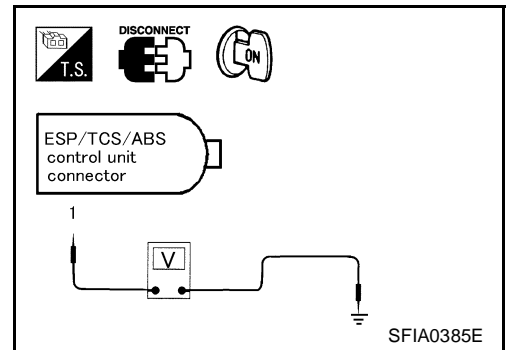 DISCONNECT
T.S.
ON
ESP/TCS/ABS
control unit
connector
1
V
SFIA0385E